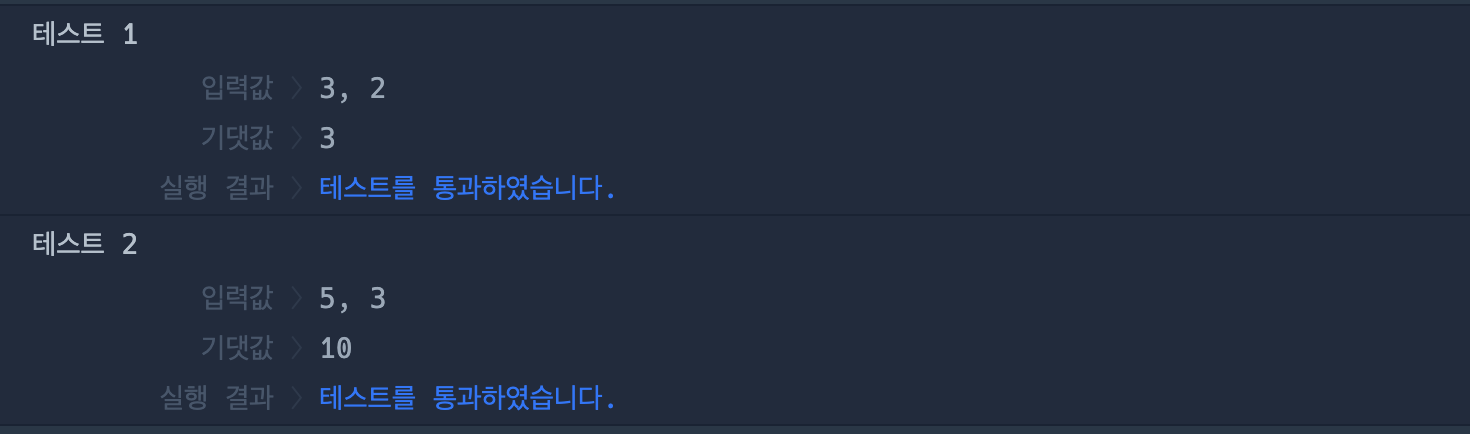 테스트 1
입력값 〉 3, 2
기댓값 〉 3
실행 결과 〉 테스트를 통과하였습니다.
테스트 2
입력값 〉 5, 3
기댓값 〉 10
실행 결과 〉 테스트를 통과하였습니다.